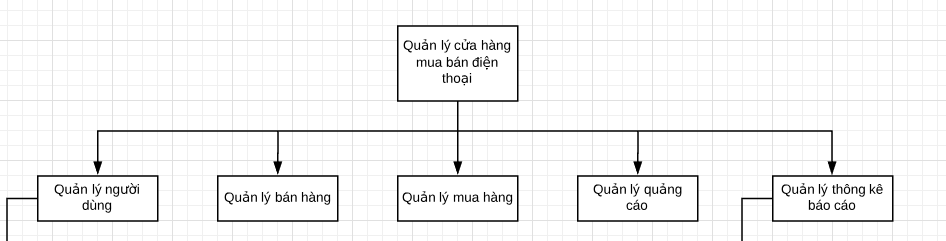 Quản lý cửa hàng
mua bán điện
thoại
Quản lý người
dùng
Quản lý bán hàng
Quản lý mua hàng
Quản lý quảng
cáo
Quản lý thông kê
báo cáo